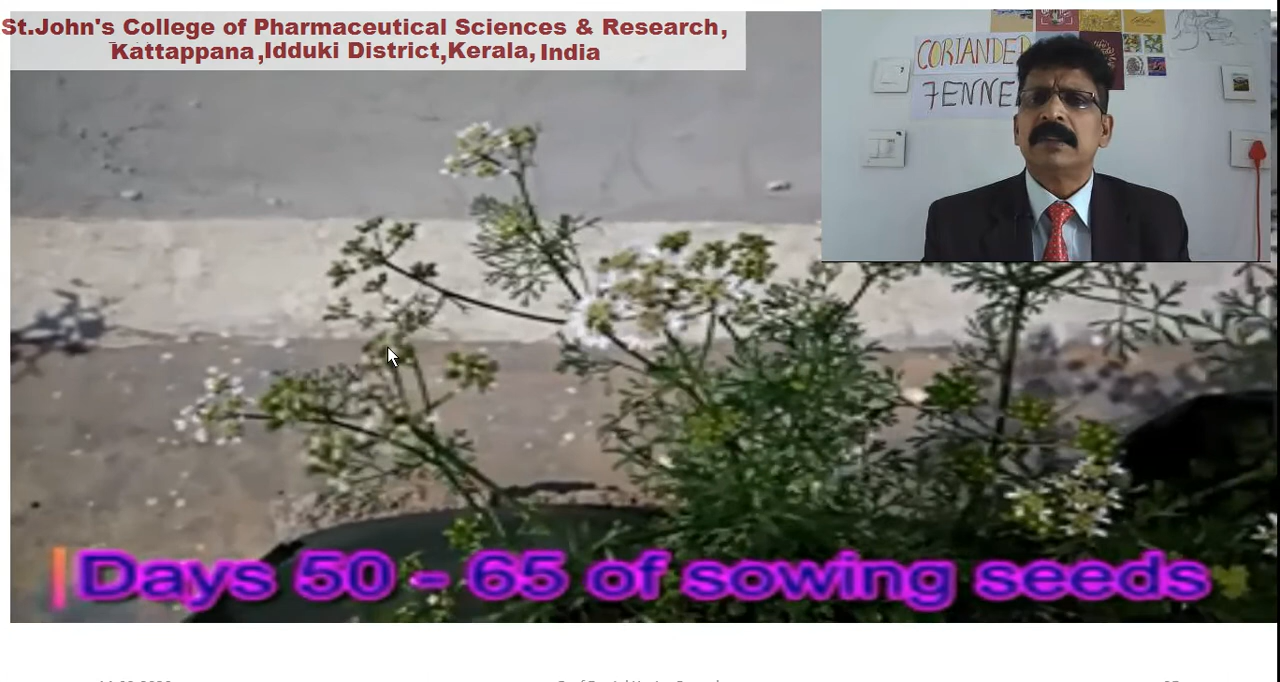 St.John's College of Pharmaceutical Sciences & Research,
Kattappana,Idduki District,Kerala, India
CORIANDER
FENNE
Days 50 - 65 of sowing seeds